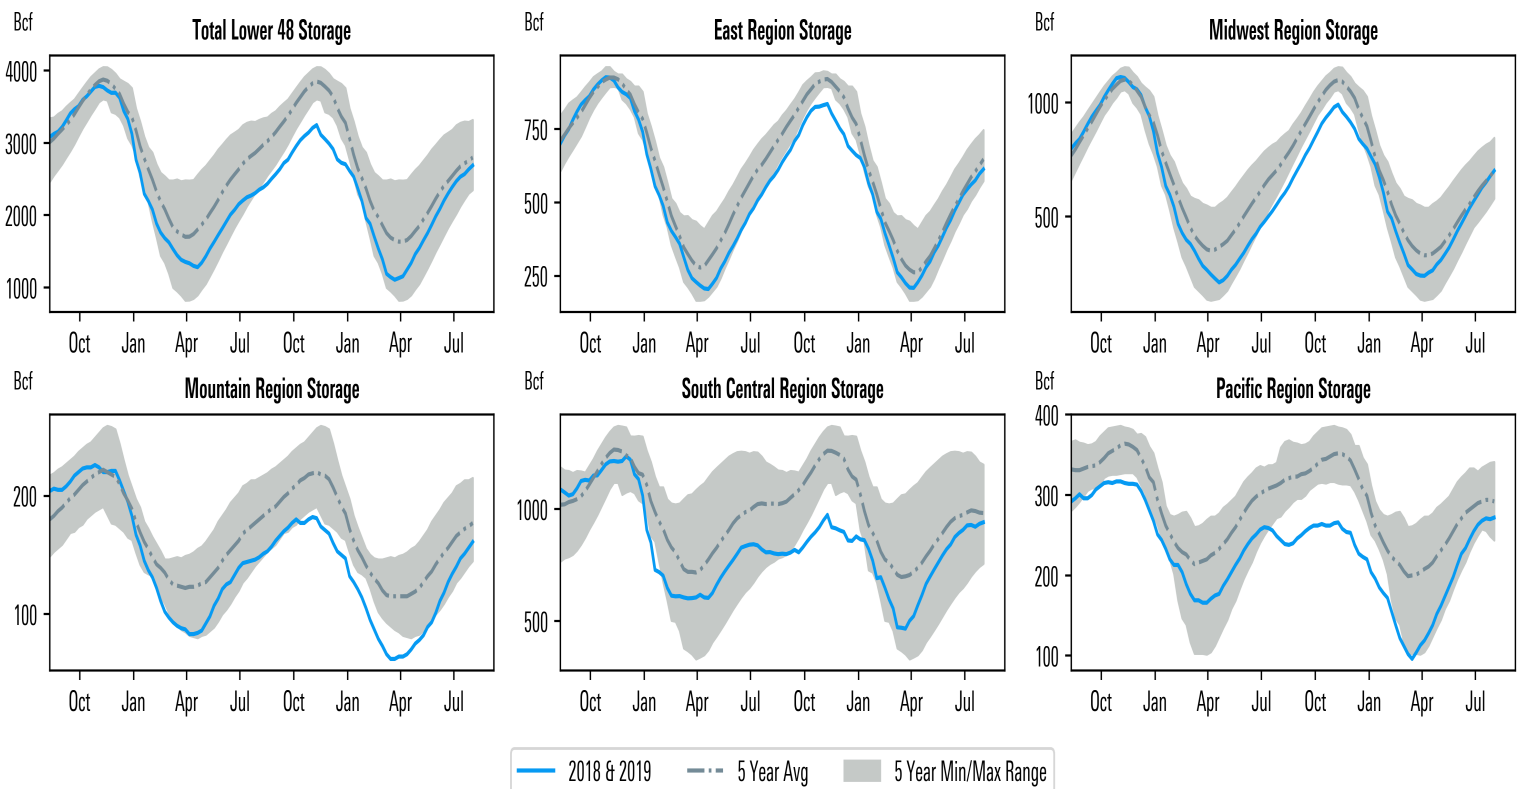 Bcf
Total Lower 48 Storage
4000
3000
2000
1000
Oct Jan Apr Jul Oct Jan Apr Jul
Bcf
East Region Storage
750
500
250
Oct Jan Apr Jul Oct Jan Apr Jul
Bcf
Midwest Region Storage
1000
500
Oct Jan Apr Jul Oct Jan Apr Jul
Bcf
Mountain Region Storage
200
100
Oct Jan Apr Jul Oct Jan Apr Jul
Bcf
South Central Region Storage
1000
500
Oct Jan Apr Jul Oct Jan Apr Jul
Bcf
Pacific Region Storage
400
300
200
100
Oct Jan Apr Jul Oct Jan Apr Jul
2018 & 2019 5 Year Avg 5 Year Min/Max Range